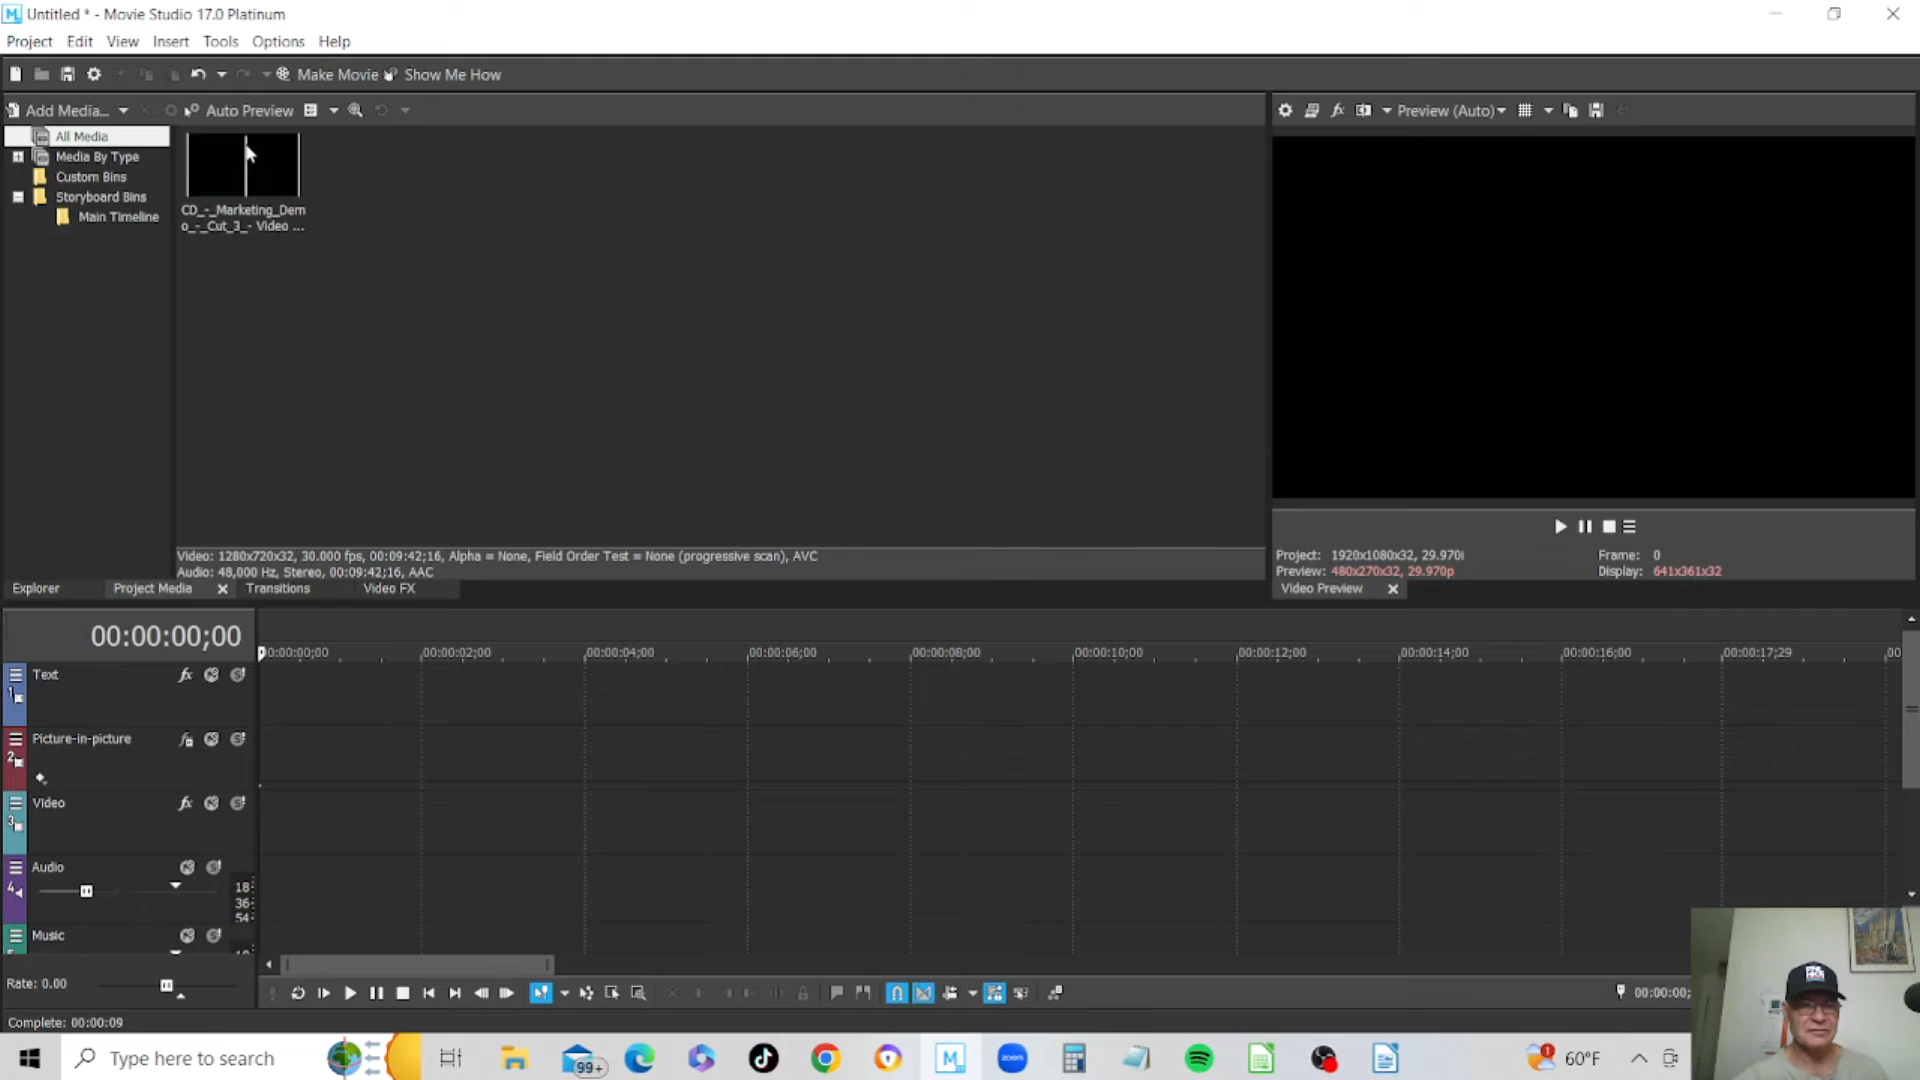 Untitled * - Movie Studio 17.0 Platinum
Project Edit View Insert Tools Options Help
Make Movie Show Me How
Add Media... Auto Preview
Preview (Auto)
All Media
Media By Type
Custom Bins
Storyboard Bins
Main Timeline
CD_-_Marketing_Dem
o_-_Cut_3_- Video ...
Video: 1280x720x32, 30.000 fps, 00:09:42;16, Alpha = None, Field Order Test = None (progressive scan), AVC
Audio: 48,000 Hz, Stereo, 00:09:42;16, AAC
Project: 1920x1080x32, 29.970i
Frame: 0
Preview: 480x270x32, 29.970p
Display: 641x361x32
Explorer Project Media Transitions Video FX
Video Preview
00:00:00;00
00:00:00;00 00:00:02;00 00:00:04;00 00:00:06;00 00:00:08;00 00:00:10;00 00:00:12;00 00:00:14;00 00:00:16;00 00:00:17;29 00
Text
1
Picture-in-picture
2
Video
3
Audio
4
18
36
54
Music
Rate: 0.00
00:00:00;
Complete: 00:00:09
Type here to search
99+
zoom
1
60°F